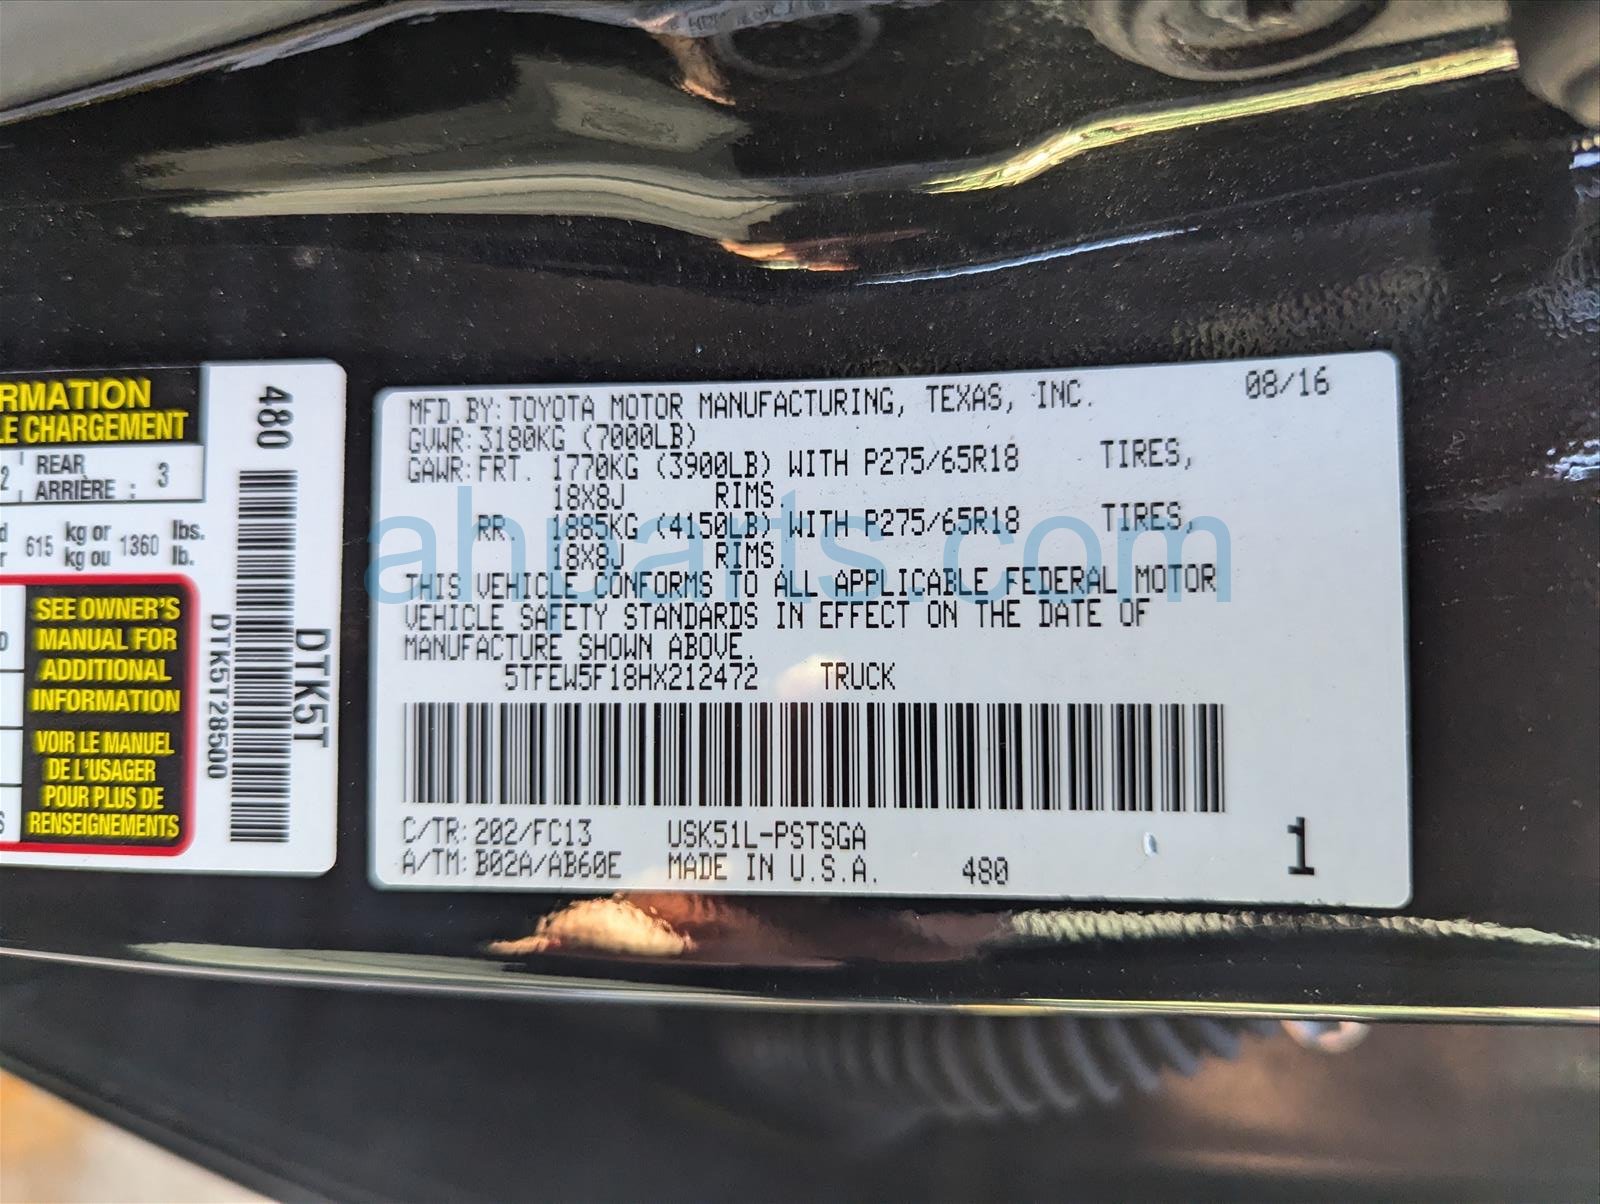 RMATION
LE CHARGEMENT
2 REAR
ARRIÈRE : 3
615 kg or 1360 lbs.
kg ou lb.
SEE OWNER'S
MANUAL FOR
ADDITIONAL
INFORMATION
VOIR LE MANUEL
DE L'USAGER
POUR PLUS DE
RENSEIGNEMENTS
480
DTK5T
DTK5T28500
MFD.BY:TOYOTA MOTOR MANUFACTURING, TEXAS, INC. 08/16
GVWR:3180KG (7000LB)
GAWR:FRT. 1770KG (3900LB) WITH P275/65R18 TIRES,
18X8J RIMS
RR. 1885KG (4150LB) WITH P275/65R18 TIRES,
18X8J RIMS
THIS VEHICLE CONFORMS TO ALL APPLICABLE FEDERAL MOTOR
VEHICLE SAFETY STANDARDS IN EFFECT ON THE DATE OF
MANUFACTURE SHOWN ABOVE.
5TFEW5F18HX212472 TRUCK
C/TR:202/FC13 USK51L-PSTSGA
A/TM:B02A/AB60E MADE IN U.S.A. 480 1
ahparts.com